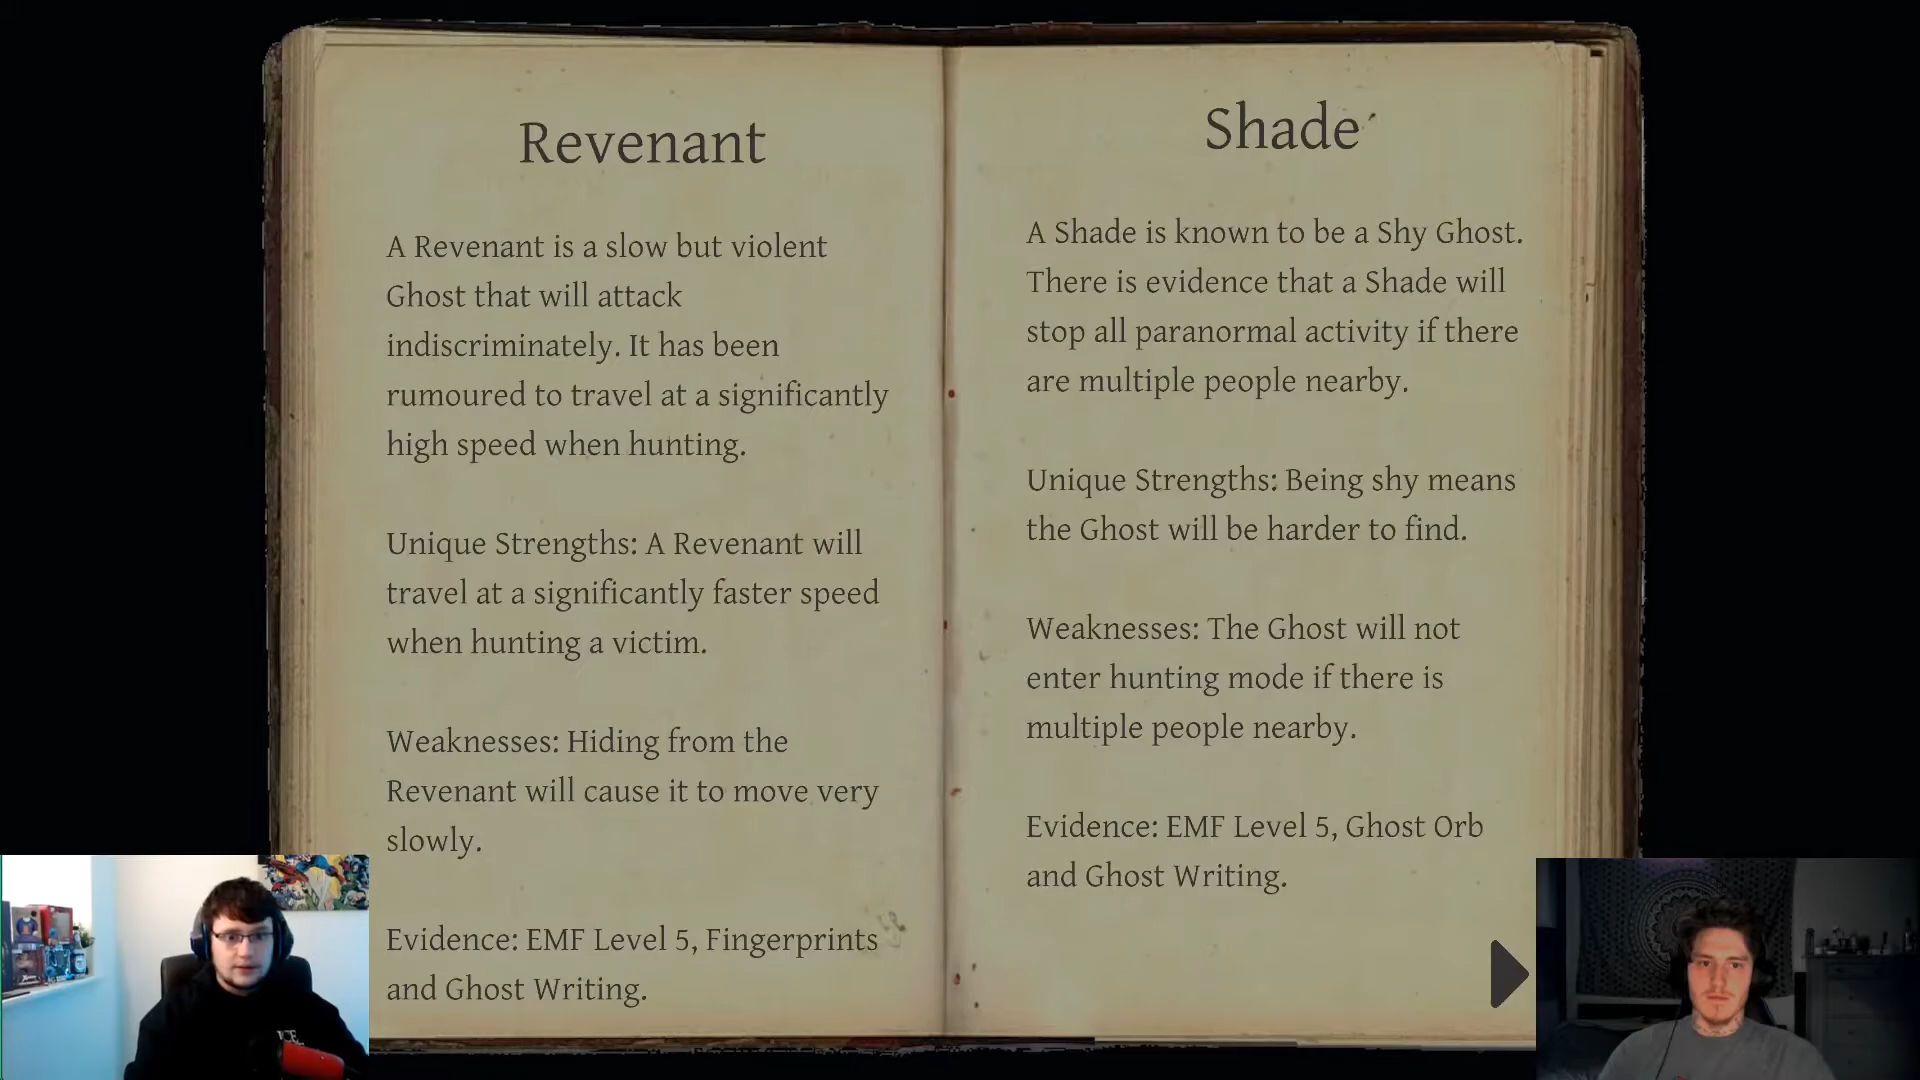 Revenant
A Revenant is a slow but violent
Ghost that will attack
indiscriminately. It has been
rumoured to travel at a significantly
high speed when hunting.
Unique Strengths: A Revenant will
travel at a significantly faster speed
when hunting a victim.
Weaknesses: Hiding from the
Revenant will cause it to move very
slowly.
Evidence: EMF Level 5, Fingerprints
and Ghost Writing.
Shade
A Shade is known to be a Shy Ghost.
There is evidence that a Shade will
stop all paranormal activity if there
are multiple people nearby.
Unique Strengths: Being shy means
the Ghost will be harder to find.
Weaknesses: The Ghost will not
enter hunting mode if there is
multiple people nearby.
Evidence: EMF Level 5, Ghost Orb
and Ghost Writing.